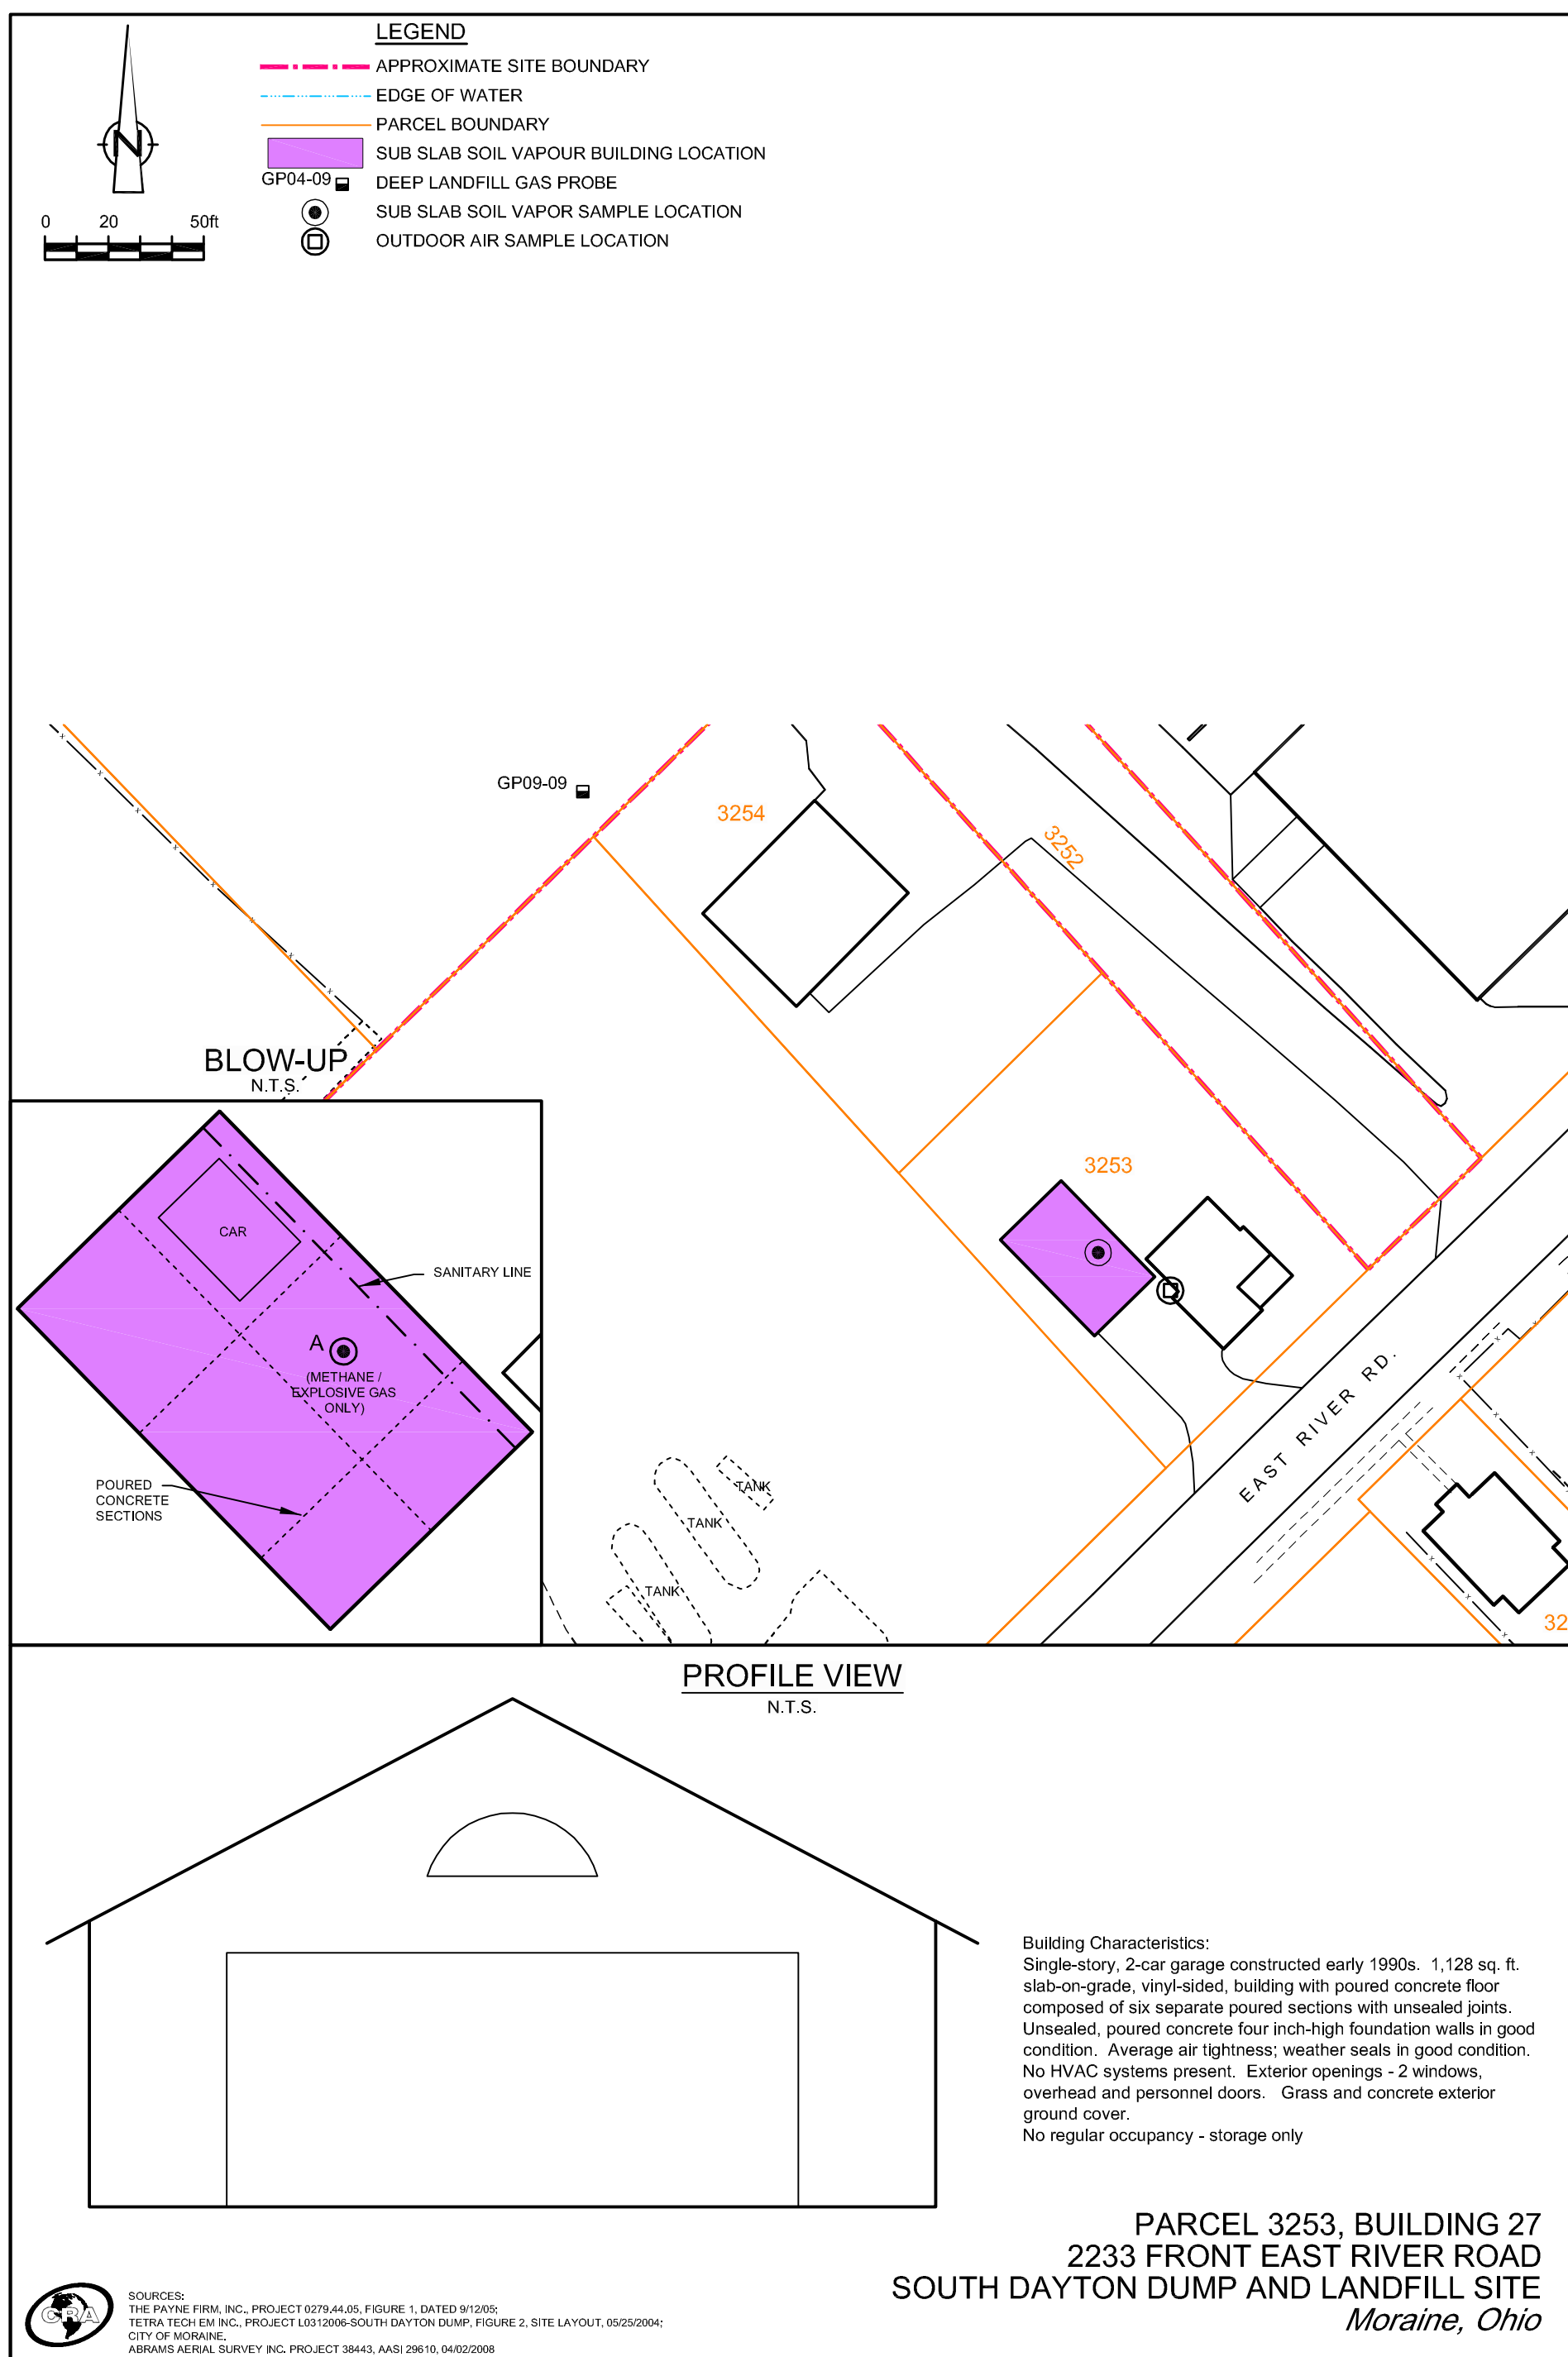 LEGEND
APPROXIMATE SITE BOUNDARY
EDGE OF WATER
PARCEL BOUNDARY
SUB SLAB SOIL VAPOUR BUILDING LOCATION
GP04-09 DEEP LANDFILL GAS PROBE
SUB SLAB SOIL VAPOR SAMPLE LOCATION
OUTDOOR AIR SAMPLE LOCATION
N
0 20 50ft
GP09-09
3254
3252
3253
BLOW-UP
N.T.S.
CAR
SANITARY LINE
A
(METHANE /
EXPLOSIVE GAS
ONLY)
POURED
CONCRETE
SECTIONS
TANK
TANK
TANK
EAST RIVER RD.
32
PROFILE VIEW
N.T.S.
Building Characteristics:
Single-story, 2-car garage constructed early 1990s. 1,128 sq. ft.
slab-on-grade, vinyl-sided, building with poured concrete floor
composed of six separate poured sections with unsealed joints.
Unsealed, poured concrete four inch-high foundation walls in good
condition. Average air tightness; weather seals in good condition.
No HVAC systems present. Exterior openings - 2 windows,
overhead and personnel doors. Grass and concrete exterior
ground cover.
No regular occupancy - storage only
PARCEL 3253, BUILDING 27
2233 FRONT EAST RIVER ROAD
SOUTH DAYTON DUMP AND LANDFILL SITE
Moraine, Ohio
CRA
SOURCES:
THE PAYNE FIRM, INC., PROJECT 0279.44.05, FIGURE 1, DATED 9/12/05;
TETRA TECH EM INC., PROJECT L0312006-SOUTH DAYTON DUMP, FIGURE 2, SITE LAYOUT, 05/25/2004;
CITY OF MORAINE,
ABRAMS AERIAL SURVEY INC. PROJECT 38443, AASI 29610, 04/02/2008